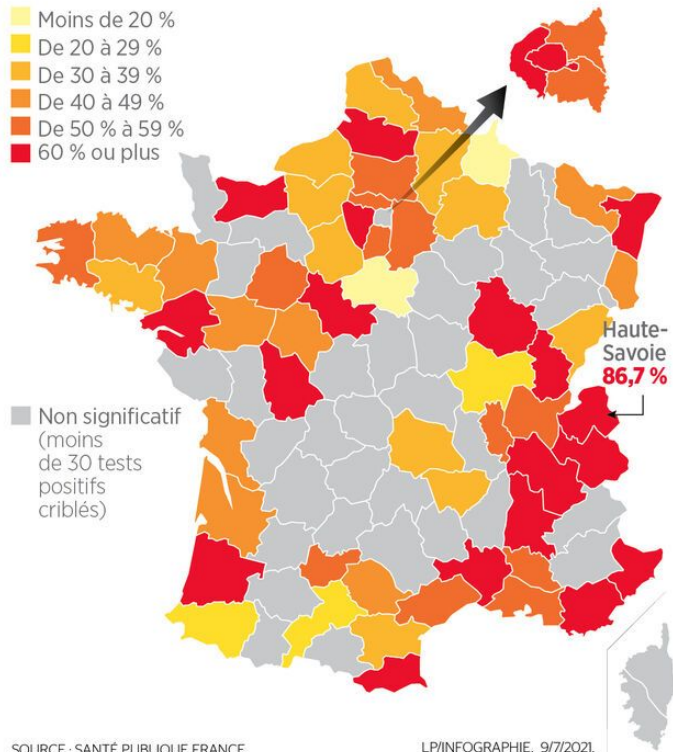 Moins de 20 %
De 20 à 29 %
De 30 à 39 %
De 40 à 49 %
De 50 % à 59 %
60 % ou plus
Haute-
Savoie
86,7 %
Non significatif
(moins
de 30 tests
positifs
criblés)
SOURCE : SANTÉ PUBLIQUE FRANCE
LP/INFOGRAPHIE, 9/7/2021.